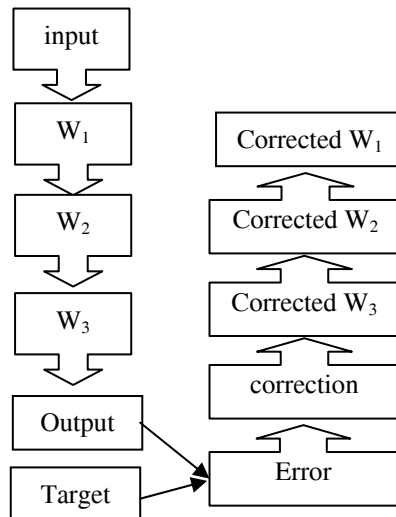 input
W₁
W₂
W₃
Output
Target
Corrected W₁
Corrected W₂
Corrected W₃
correction
Error